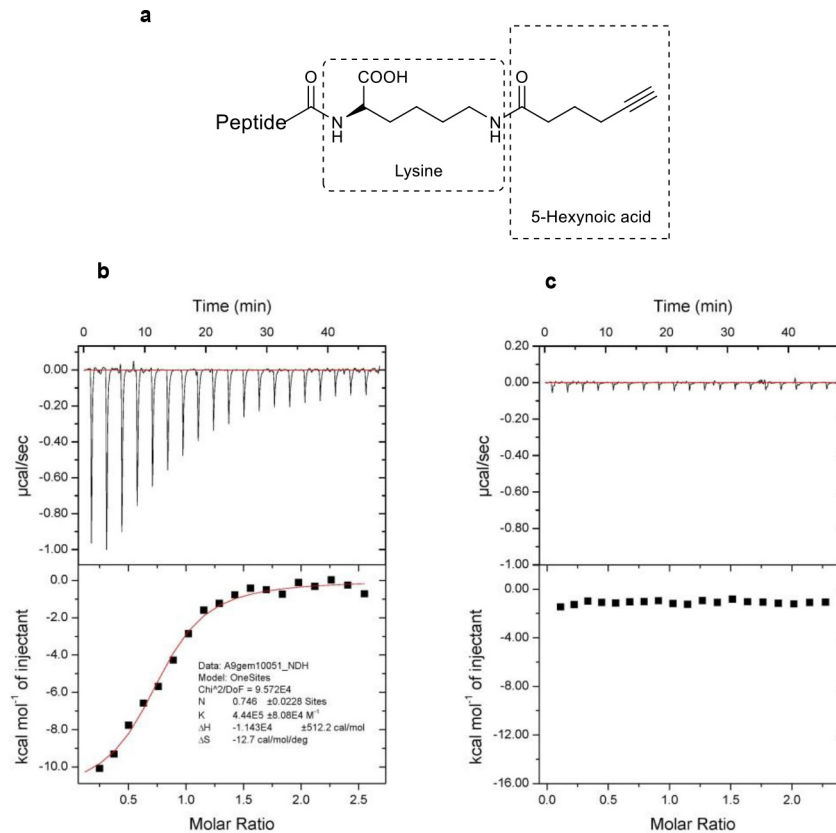 a
O
COOH
O
Peptide
N
H
N
H
Lysine
5-Hexynoic acid
b
Time (min)
0 10 20 30 40
0.00
-0.20
-0.40
-0.60
-0.80
-1.00
µcal/sec
0.0
-2.0
-4.0
-6.0
-8.0
-10.0
kcal mol⁻¹ of injectant
Data: A9gem10051_NDH
Model: OneSites
Chi^2/DoF = 9.572E4
N 0.746 ±0.0228 Sites
K 4.44E5 ±8.08E4 M⁻¹
ΔH -1.143E4 ±512.2 cal/mol
ΔS -12.7 cal/mol/deg
0.5 1.0 1.5 2.0 2.5
Molar Ratio
c
Time (min)
0 10 20 30 40
0.20
0.00
-0.20
-0.40
-0.60
-0.80
-1.00
µcal/sec
0.00
-4.00
-8.00
-12.00
-16.00
kcal mol⁻¹ of injectant
0.0 0.5 1.0 1.5 2.0
Molar Ratio